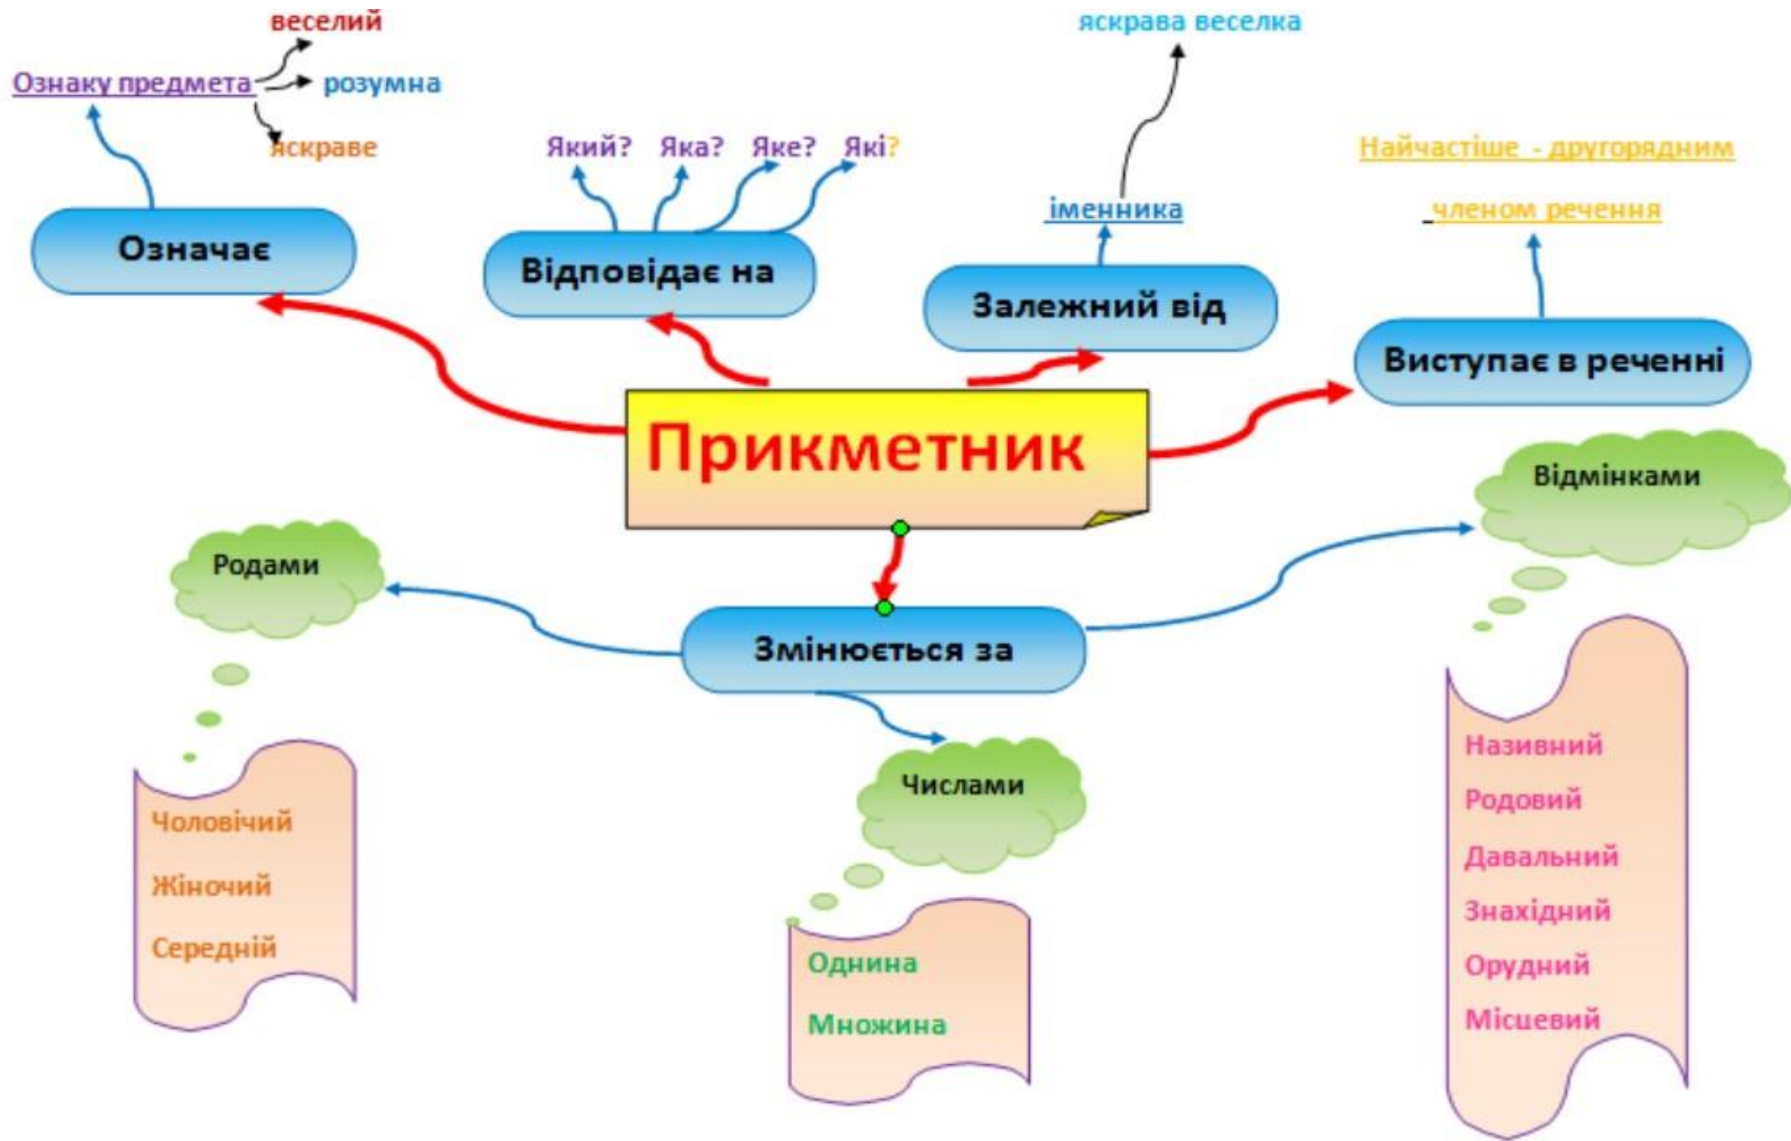 веселий
Ознаку предмета
розумна
яскраве
Означає
Який? Яка? Яке? Які?
Відповідає на
яскрава веселка
іменника
Залежний від
Найчастіше - другорядним
членом речення
Виступає в реченні
Прикметник
Змінюється за
Родами
Чоловічий
Жіночий
Середній
Числами
Однина
Множина
Відмінками
Називний
Родовий
Давальний
Знахідний
Орудний
Місцевий